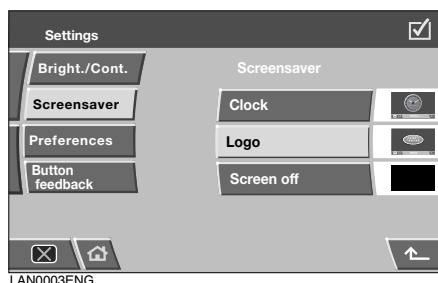 Settings
Bright./Cont.
Screensaver
Screensaver
Clock
Preferences
Logo
Button
feedback
Screen off
LAN0003ENG